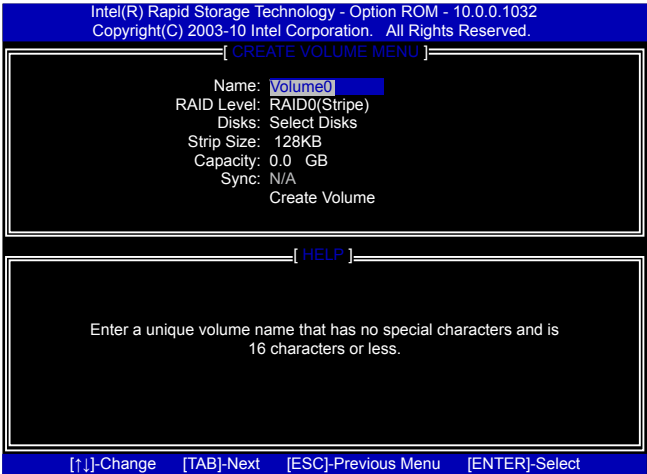 Intel(R) Rapid Storage Technology - Option ROM - 10.0.0.1032
Copyright(C) 2003-10 Intel Corporation. All Rights Reserved.
[ CREATE VOLUME MENU ]
Name: Volume0
RAID Level: RAID0(Stripe)
Disks: Select Disks
Strip Size: 128KB
Capacity: 0.0 GB
Sync: N/A
Create Volume
[ HELP ]
Enter a unique volume name that has no special characters and is
16 characters or less.
[↑↓]-Change [TAB]-Next [ESC]-Previous Menu [ENTER]-Select